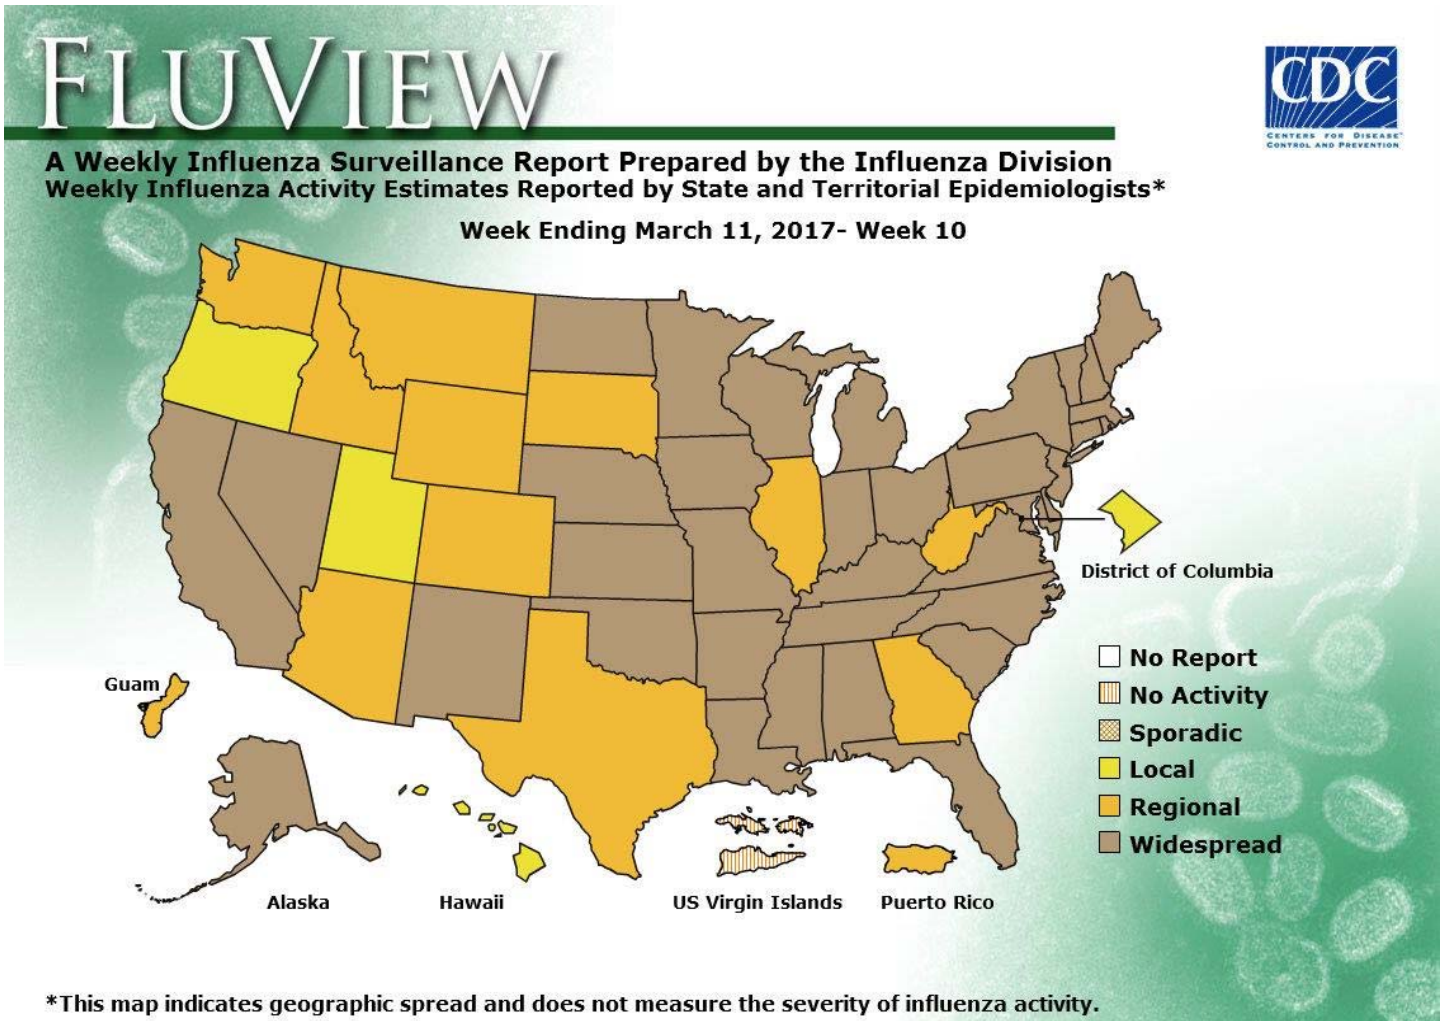 FLUVIEW
CDC
CENTERS FOR DISEASE™
CONTROL AND PREVENTION
A Weekly Influenza Surveillance Report Prepared by the Influenza Division
Weekly Influenza Activity Estimates Reported by State and Territorial Epidemiologists*
Week Ending March 11, 2017- Week 10
District of Columbia
No Report
Guam
No Activity
Sporadic
Local
Regional
Widespread
Alaska
Hawaii
US Virgin Islands
Puerto Rico
*This map indicates geographic spread and does not measure the severity of influenza activity.